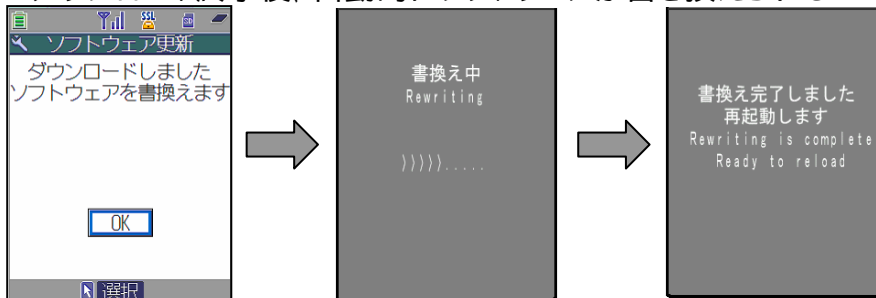 SSL
ソフトウェア更新
ダウンロードしました
ソフトウェアを書換えます
OK
選択
書換え中
Rewriting
))))).....
書換え完了しました
再起動します
Rewriting is complete
Ready to reload